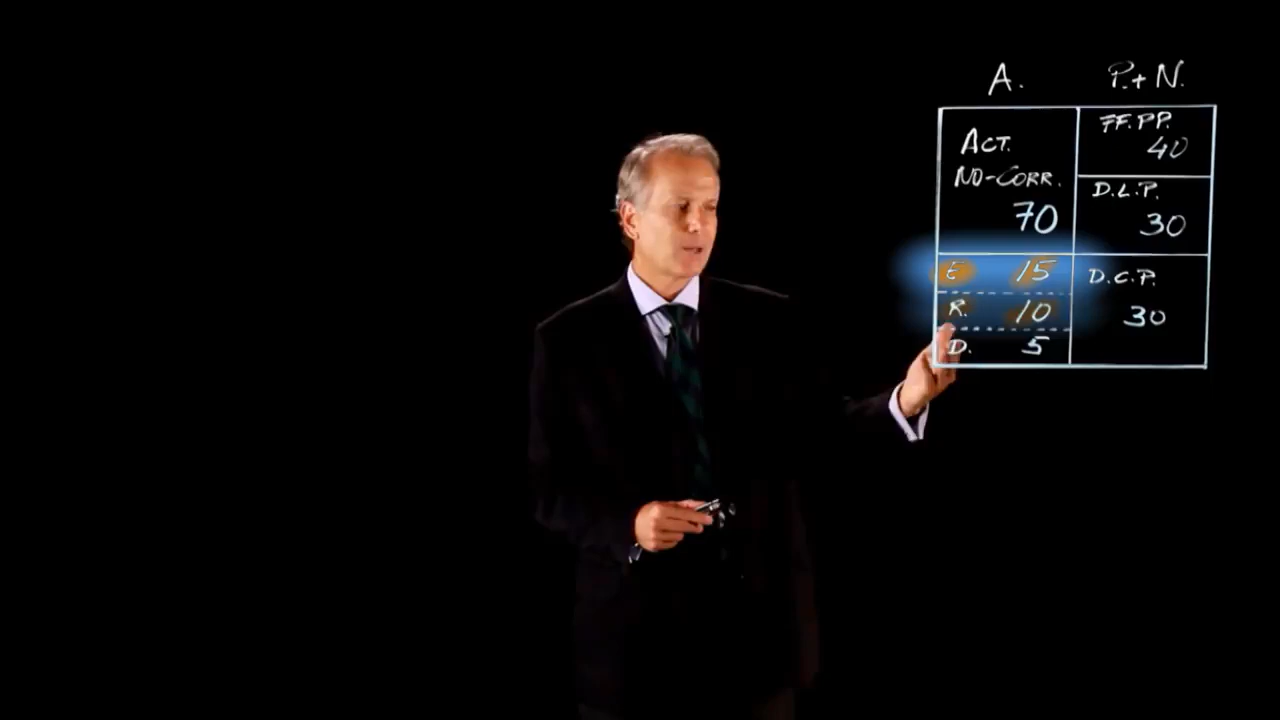 A. P.+N.
ACT.
NO-CORR.
70
E 15
R. 10
D. 5
FF.PP.
40
D.L.P.
30
D.C.P.
30